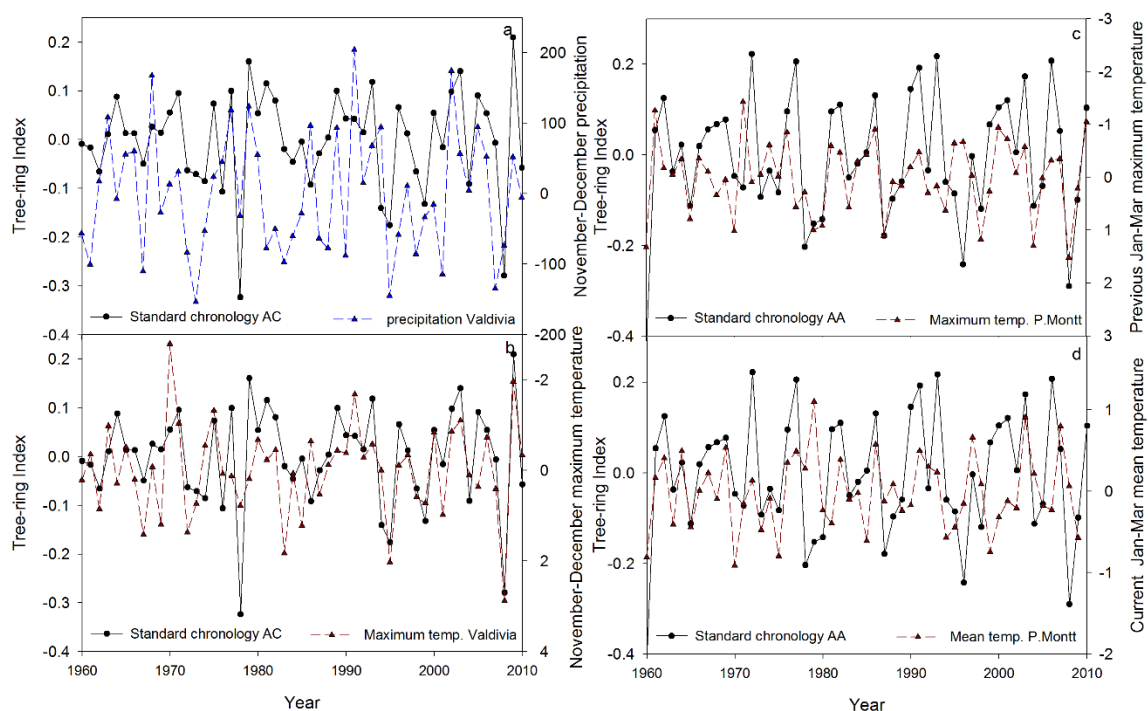 a
0.2
0.1
0.0
-0.1
-0.2
-0.3
-0.4
Tree-ring Index
200
100
0
-100
-200
November-December precipitation
Standard chronology AC
precipitation Valdivia
b
0.2
0.1
0.0
-0.1
-0.2
-0.3
-0.4
Tree-ring Index
-2
0
2
4
November-December maximum temperature
Standard chronology AC
Maximum temp. Valdivia
1960
1970
1980
1990
2000
2010
Year
c
0.2
0.0
-0.2
-0.4
Tree-ring Index
-3
-2
-1
0
1
2
3
Previous Jan-Mar maximum temperature
Standard chronology AA
Maximum temp. P.Montt
d
0.2
0.0
-0.2
-0.4
Tree-ring Index
1
0
-1
-2
Current Jan-Mar mean temperature
Standard chronology AA
Mean temp. P.Montt
1960
1970
1980
1990
2000
2010
Year